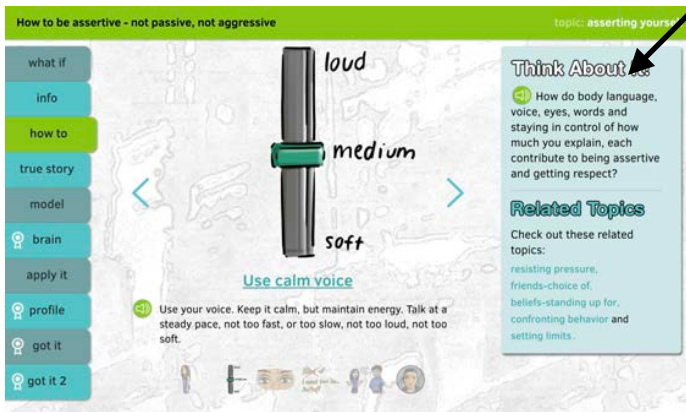 How to be assertive - not passive, not aggressive
topic: asserting yourself
what if
info
how to
true story
model
brain
apply it
profile
got it
got it 2
loud
medium
soft
Use calm voice
Use your voice. Keep it calm, but maintain energy. Talk at a
steady pace, not too fast, or too slow, not too loud, not too
soft.
Think About It!
How do body language,
voice, eyes, words and
staying in control of how
much you explain, each
contribute to being assertive
and getting respect?
Related Topics
Check out these related
topics:
resisting pressure,
friends-choice of,
beliefs-standing up for,
confronting behavior and
setting limits.